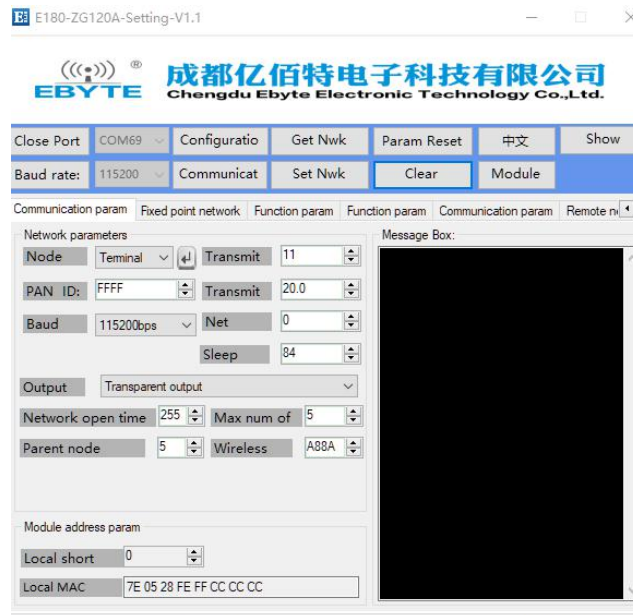 E180-ZG120A-Setting-V1.1
EBYTE ®
成都亿佰特电子科技有限公司
Chengdu Ebyte Electronic Technology Co.,Ltd.
Close Port COM69 Configuratio Get Nwk Param Reset 中文 Show
Baud rate: 115200 Communicat Set Nwk Clear Module
Communication param Fixed point network Function param Function param Communication param Remote n
Network parameters Message Box:
Node Terminal Transmit 11
PAN ID: FFFF Transmit 20.0
Baud 115200bps Net 0
Sleep 84
Output Transparent output
Network open time 255 Max num of 5
Parent node 5 Wireless A88A
Module address param
Local short 0
Local MAC 7E 05 28 FE FF CC CC CC